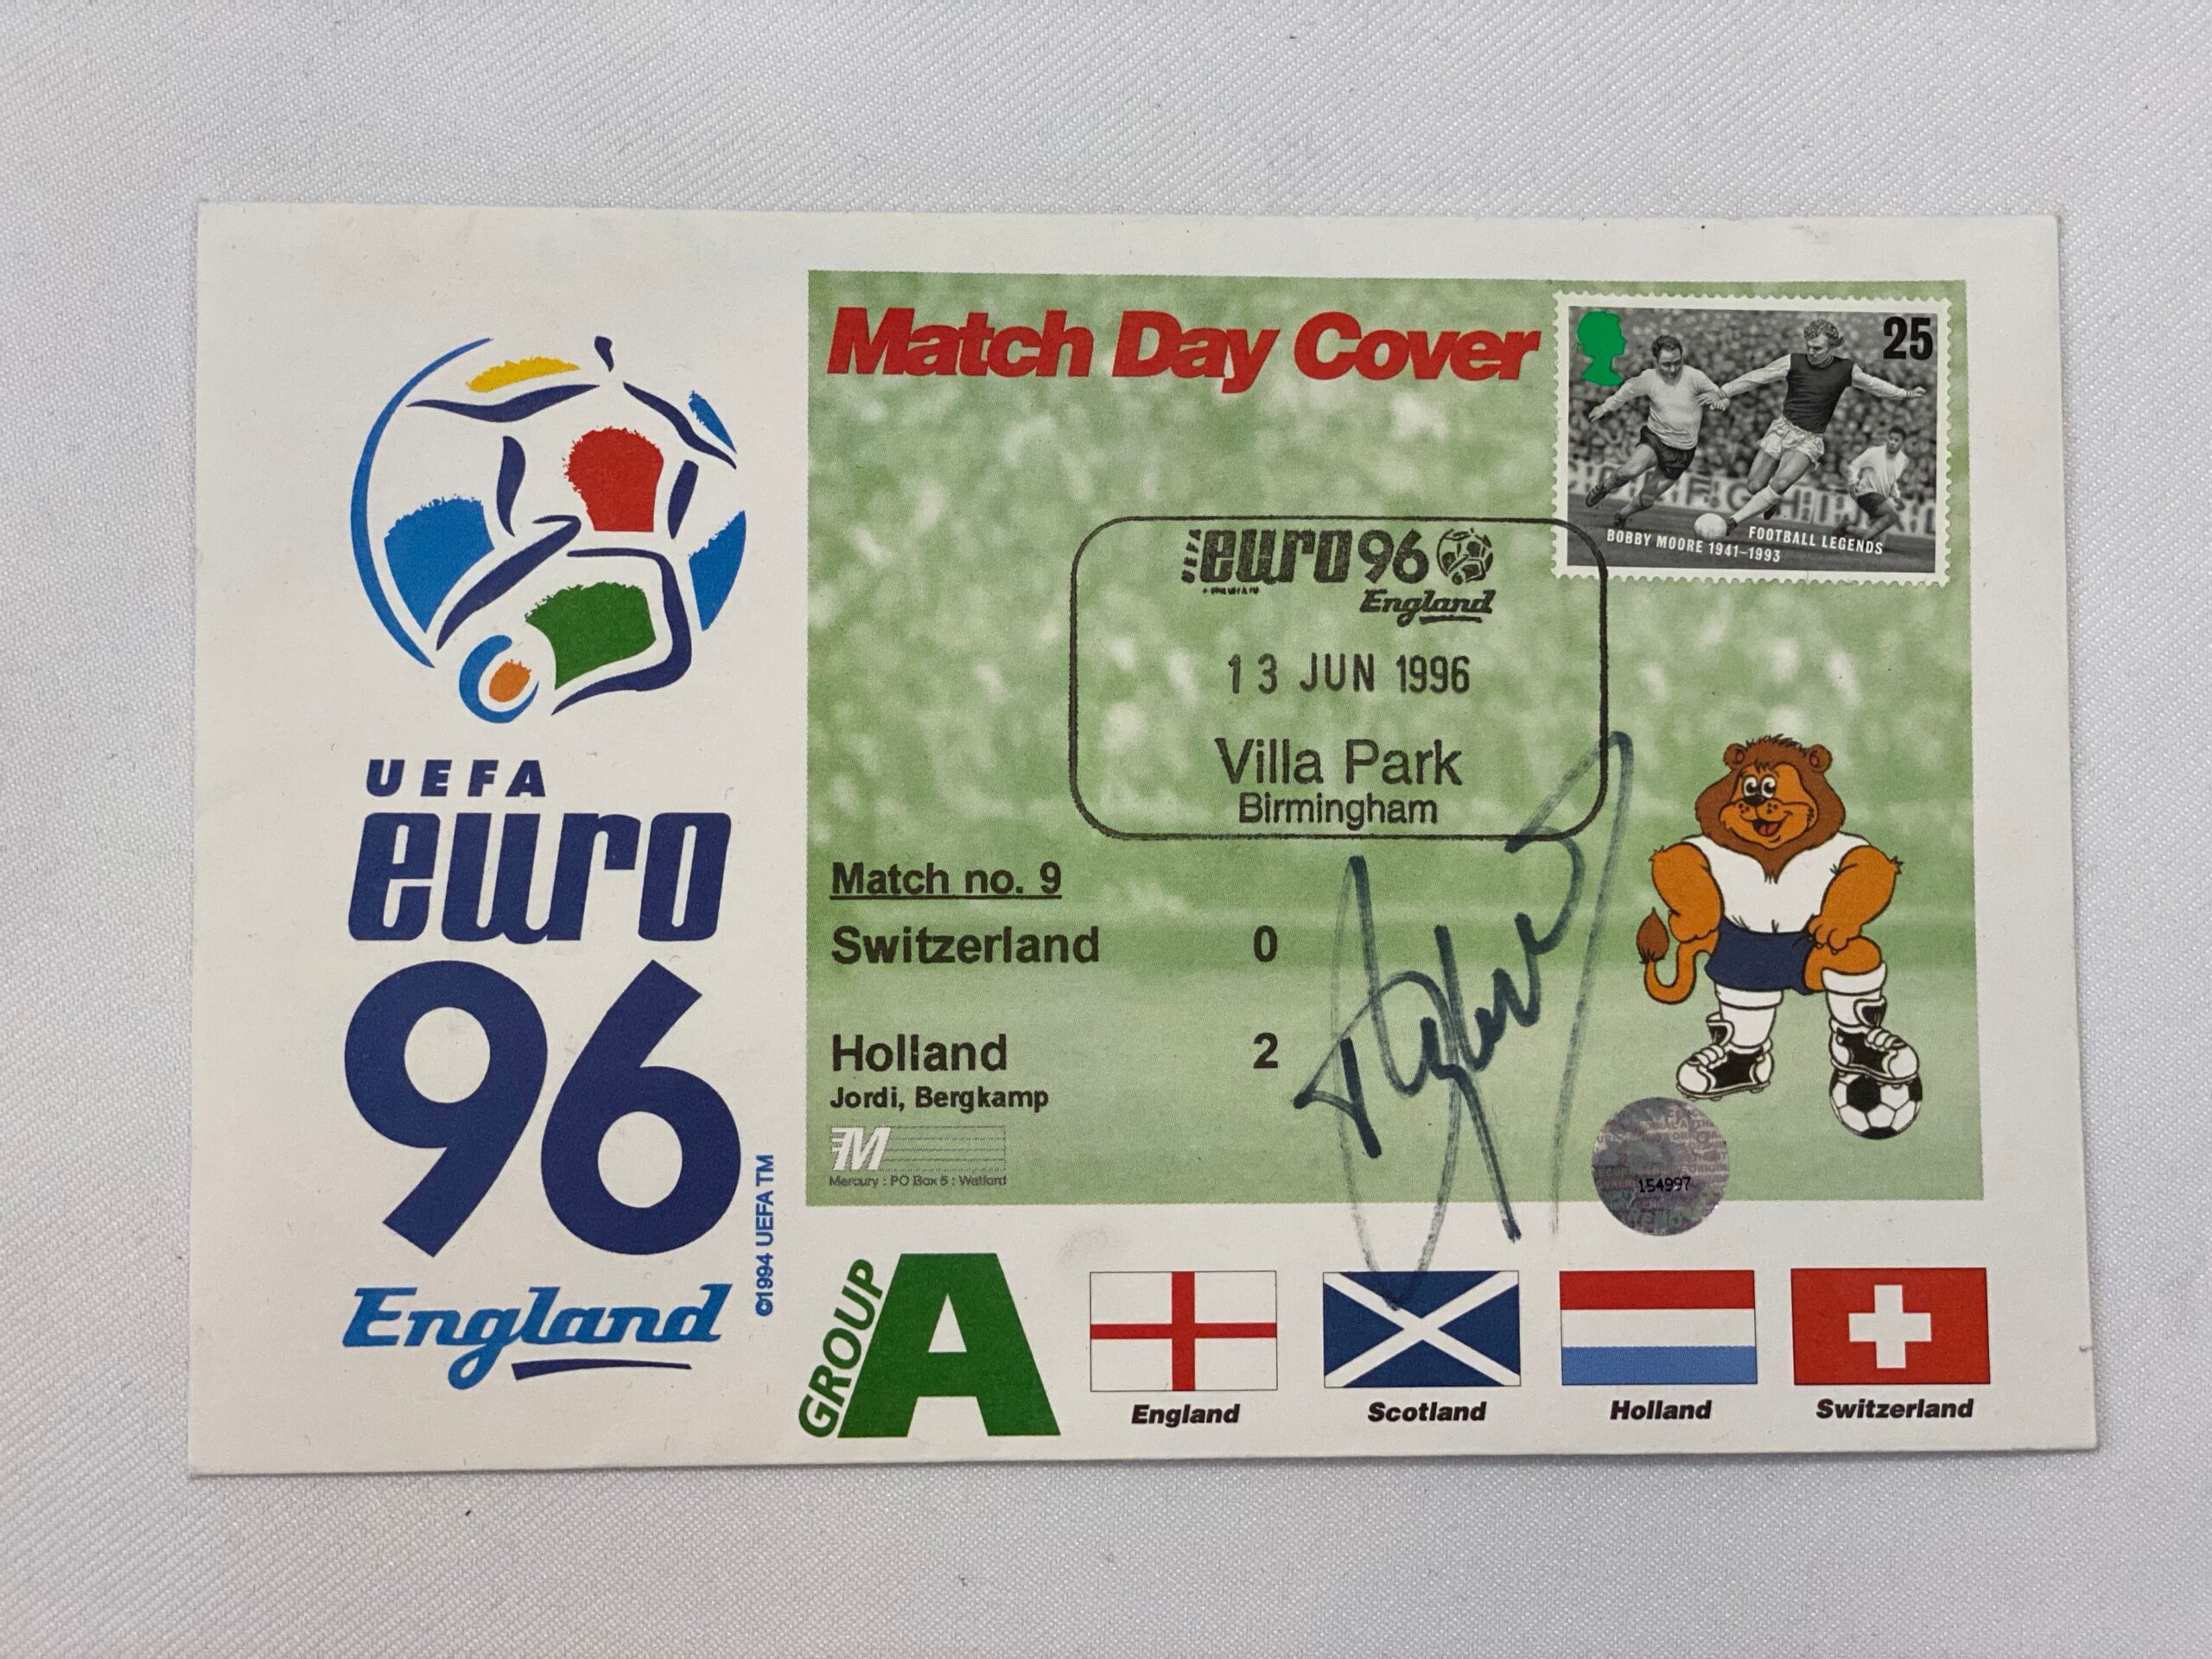 Match Day Cover
25
BOBBY MOORE 1941–1993
FOOTBALL LEGENDS
UEFA
euro96
England
13 JUN 1996
Villa Park
Birmingham
UEFA
euro
96
England
©1994 UEFA TM
Match no. 9
Switzerland 0
Holland 2
Jordi, Bergkamp
M
Mercury : PO Box 5 : Watford
154997
GROUP A
England
Scotland
Holland
Switzerland